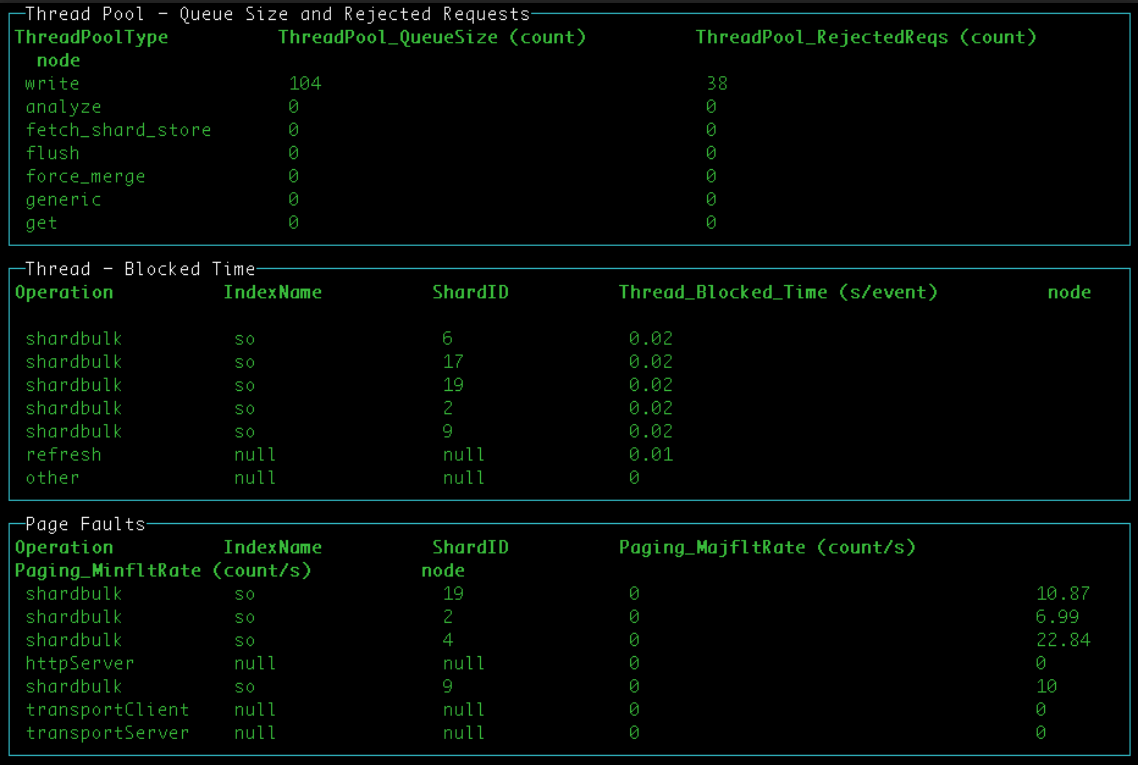 Thread Pool - Queue Size and Rejected Requests
ThreadPoolType ThreadPool_QueueSize (count) ThreadPool_RejectedReqs (count)
node
write 104 38
analyze 0 0
fetch_shard_store 0 0
flush 0 0
force_merge 0 0
generic 0 0
get 0 0
Thread - Blocked Time
Operation IndexName ShardID Thread_Blocked_Time (s/event) node
shardbulk so 6 0.02
shardbulk so 17 0.02
shardbulk so 19 0.02
shardbulk so 2 0.02
shardbulk so 9 0.02
refresh null null 0.01
other null null 0
Page Faults
Operation IndexName ShardID Paging_MajfltRate (count/s)
Paging_MinfltRate (count/s) node
shardbulk so 19 0 10.87
shardbulk so 2 0 6.99
shardbulk so 4 0 22.84
httpServer null null 0 0
shardbulk so 9 0 10
transportClient null null 0 0
transportServer null null 0 0